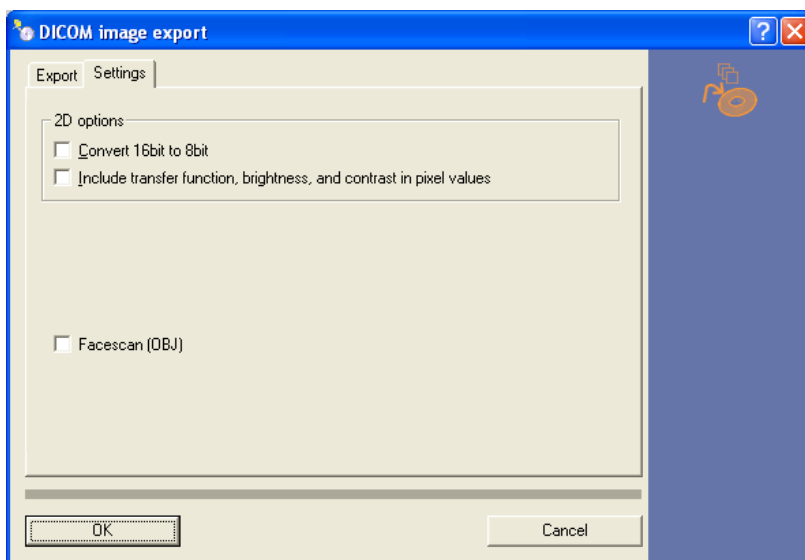 DICOM image export
Export Settings
2D options
Convert 16bit to 8bit
Include transfer function, brightness, and contrast in pixel values
Facescan (OBJ)
OK Cancel